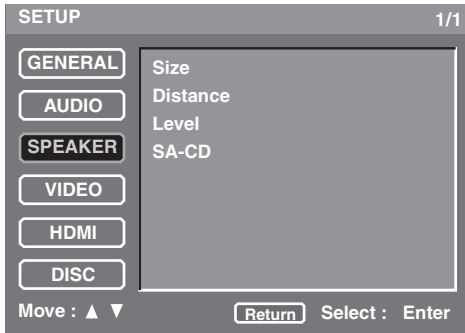 SETUP 1/1
GENERAL
AUDIO
SPEAKER
VIDEO
HDMI
DISC
Size
Distance
Level
SA-CD
Move : ▲ ▼ Return Select : Enter